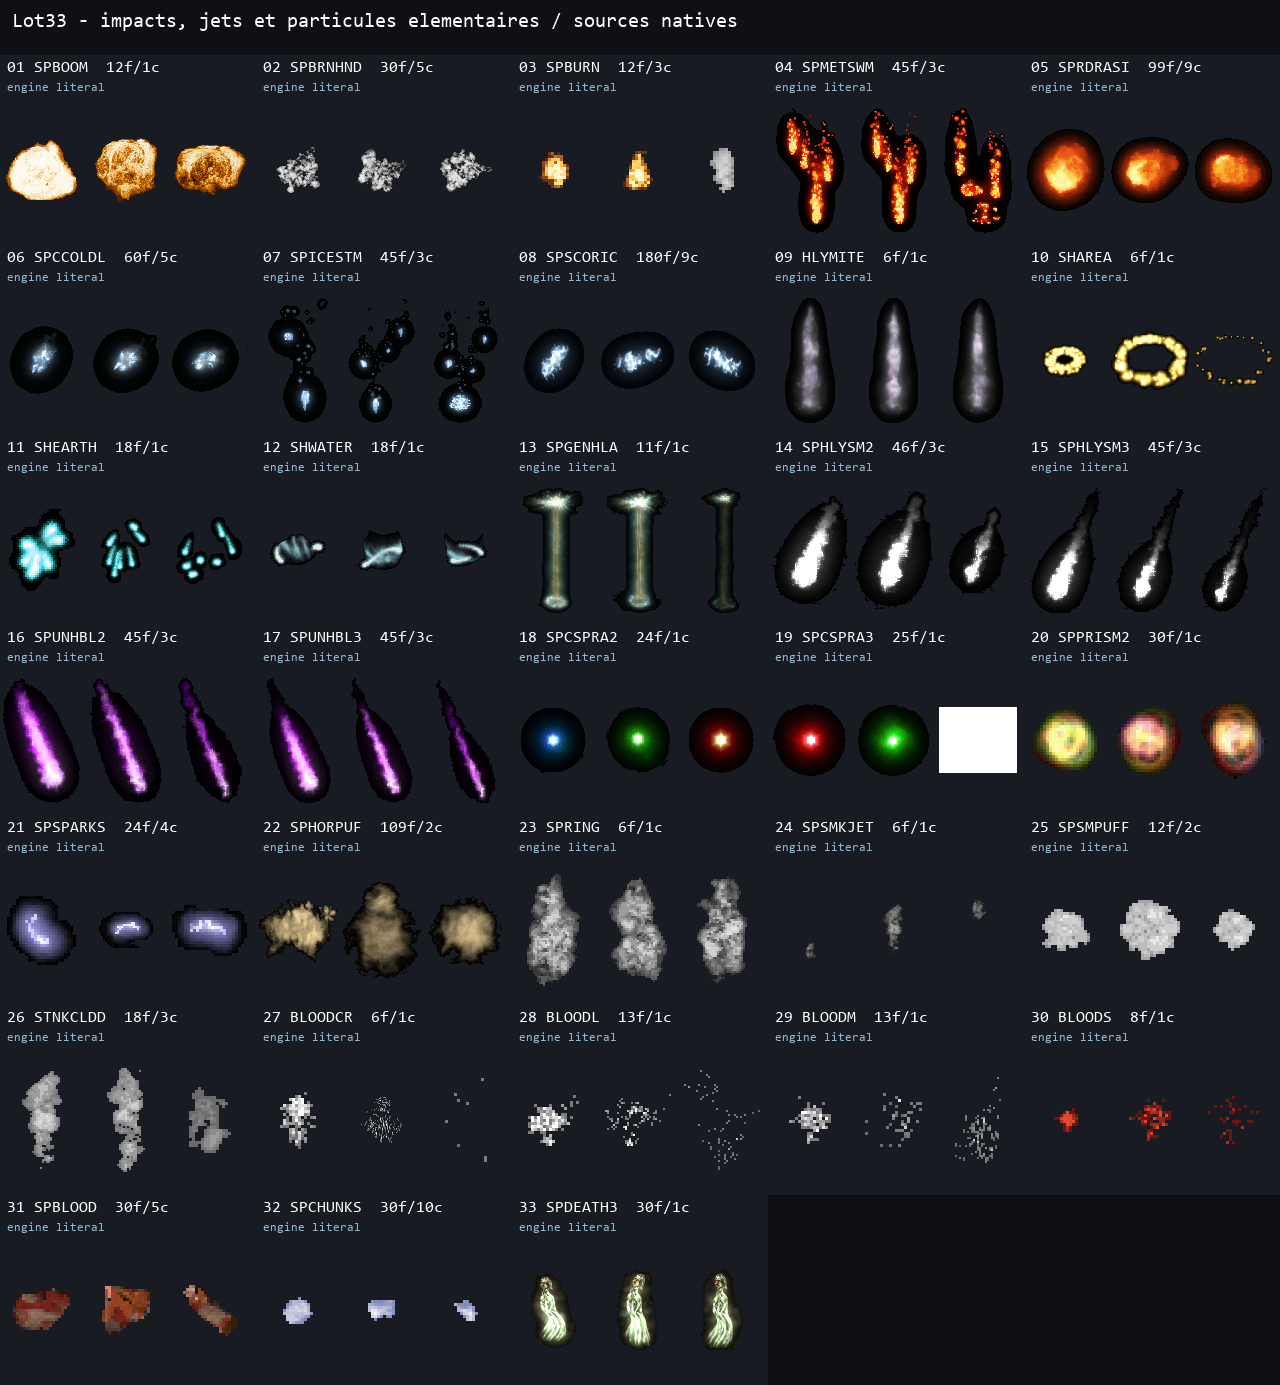 Lot33 - impacts, jets et particules elementaires / sources natives
01 SPBOOM 12f/1c
engine literal
02 SPBRNHND 30f/5c
engine literal
03 SPBURN 12f/3c
engine literal
04 SPMETSWM 45f/3c
engine literal
05 SPRDRASI 99f/9c
engine literal
06 SPCCOLDL 60f/5c
engine literal
07 SPICESTM 45f/3c
engine literal
08 SPSCORIC 180f/9c
engine literal
09 HLYMITE 6f/1c
engine literal
10 SHAREA 6f/1c
engine literal
11 SHEARTH 18f/1c
engine literal
12 SHWATER 18f/1c
engine literal
13 SPGENHLA 11f/1c
engine literal
14 SPHLYSM2 46f/3c
engine literal
15 SPHLYSM3 45f/3c
engine literal
16 SPUNHBL2 45f/3c
engine literal
17 SPUNHBL3 45f/3c
engine literal
18 SPCSPRA2 24f/1c
engine literal
19 SPCSPRA3 25f/1c
engine literal
20 SPPRISM2 30f/1c
engine literal
21 SPSPARKS 24f/4c
engine literal
22 SPHORPUF 109f/2c
engine literal
23 SPRING 6f/1c
engine literal
24 SPSMKJET 6f/1c
engine literal
25 SPSMPUFF 12f/2c
engine literal
26 STNKCLDD 18f/3c
engine literal
27 BLOODCR 6f/1c
engine literal
28 BLOODL 13f/1c
engine literal
29 BLOODM 13f/1c
engine literal
30 BLOODS 8f/1c
engine literal
31 SPBLOOD 30f/5c
engine literal
32 SPCHUNKS 30f/10c
engine literal
33 SPDEATH3 30f/1c
engine literal